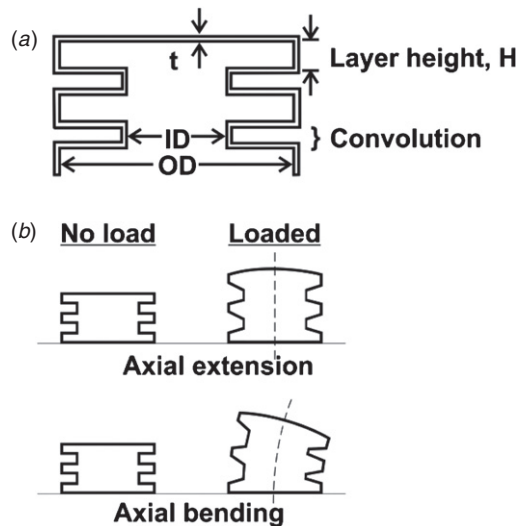 (a)
t
Layer height, H
ID
Convolution
OD
(b)
No load Loaded
Axial extension
Axial bending